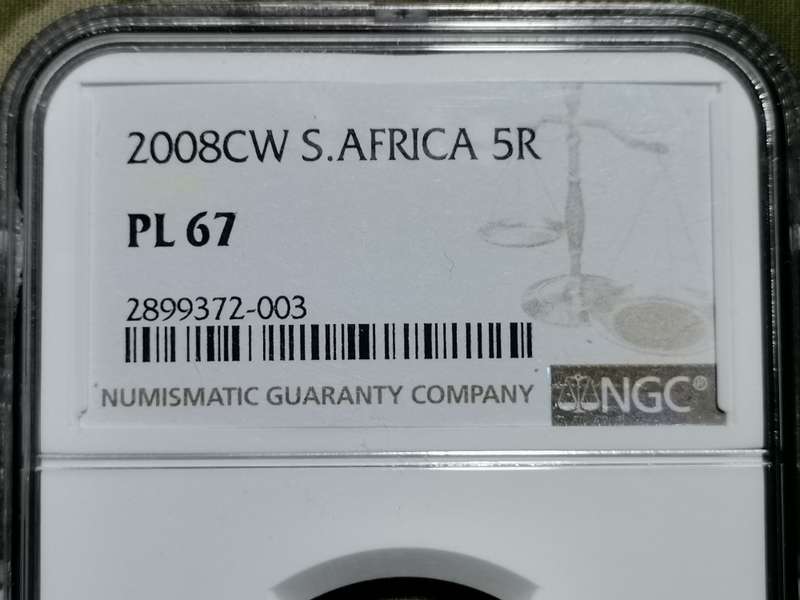 2008CW S.AFRICA 5R
PL 67
2899372-003
NUMISMATIC GUARANTY COMPANY NGC®